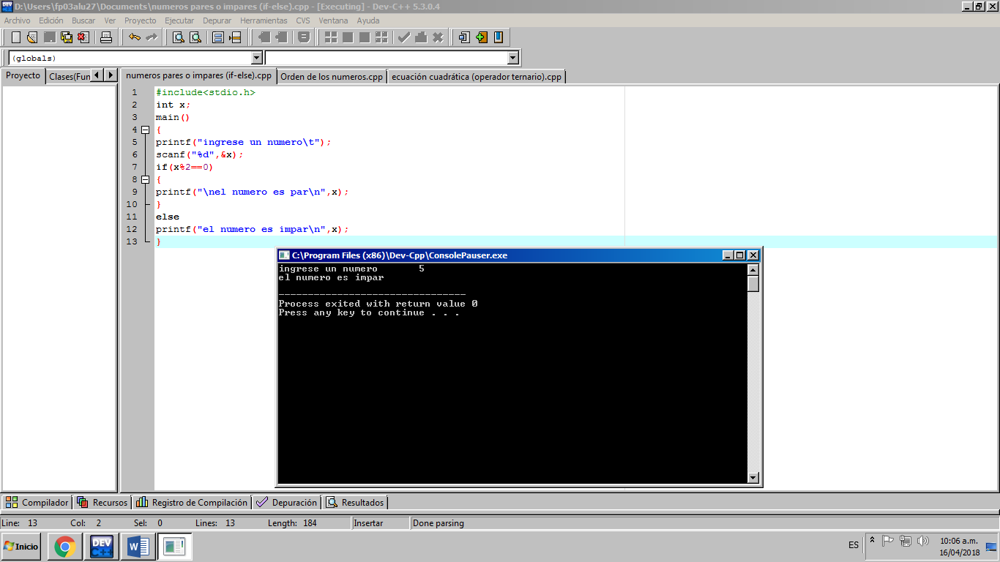 D:\Users\fp03alu27\Documents\numeros pares o impares (if-else).cpp - [Executing] - Dev-C++ 5.3.0.4
Archivo Edición Buscar Ver Proyecto Ejecutar Depurar Herramientas CVS Ventana Ayuda
(globals)
Proyecto Clases(Fun numeros pares o impares (if-else).cpp Orden de los numeros.cpp ecuación cuadrática (operador ternario).cpp
1 #include<stdio.h>
2 int x;
3 main()
4 {
5 printf("ingrese un numero\t");
6 scanf("%d",&x);
7 if(x%2==0)
8 {
9 printf("\nel numero es par\n",x);
10 }
11 else
12 printf("el numero es impar\n",x);
13 }
C:\Program Files (x86)\Dev-Cpp\ConsolePauser.exe
ingrese un numero 5
el numero es impar
--------------------------------
Process exited with return value 0
Press any key to continue . . .
Compilador Recursos Registro de Compilación Depuración Resultados
Line: 13 Col: 2 Sel: 0 Lines: 13 Length: 184 Insertar Done parsing
Inicio DEV C++ W ES 10:06 a.m.
16/04/2018